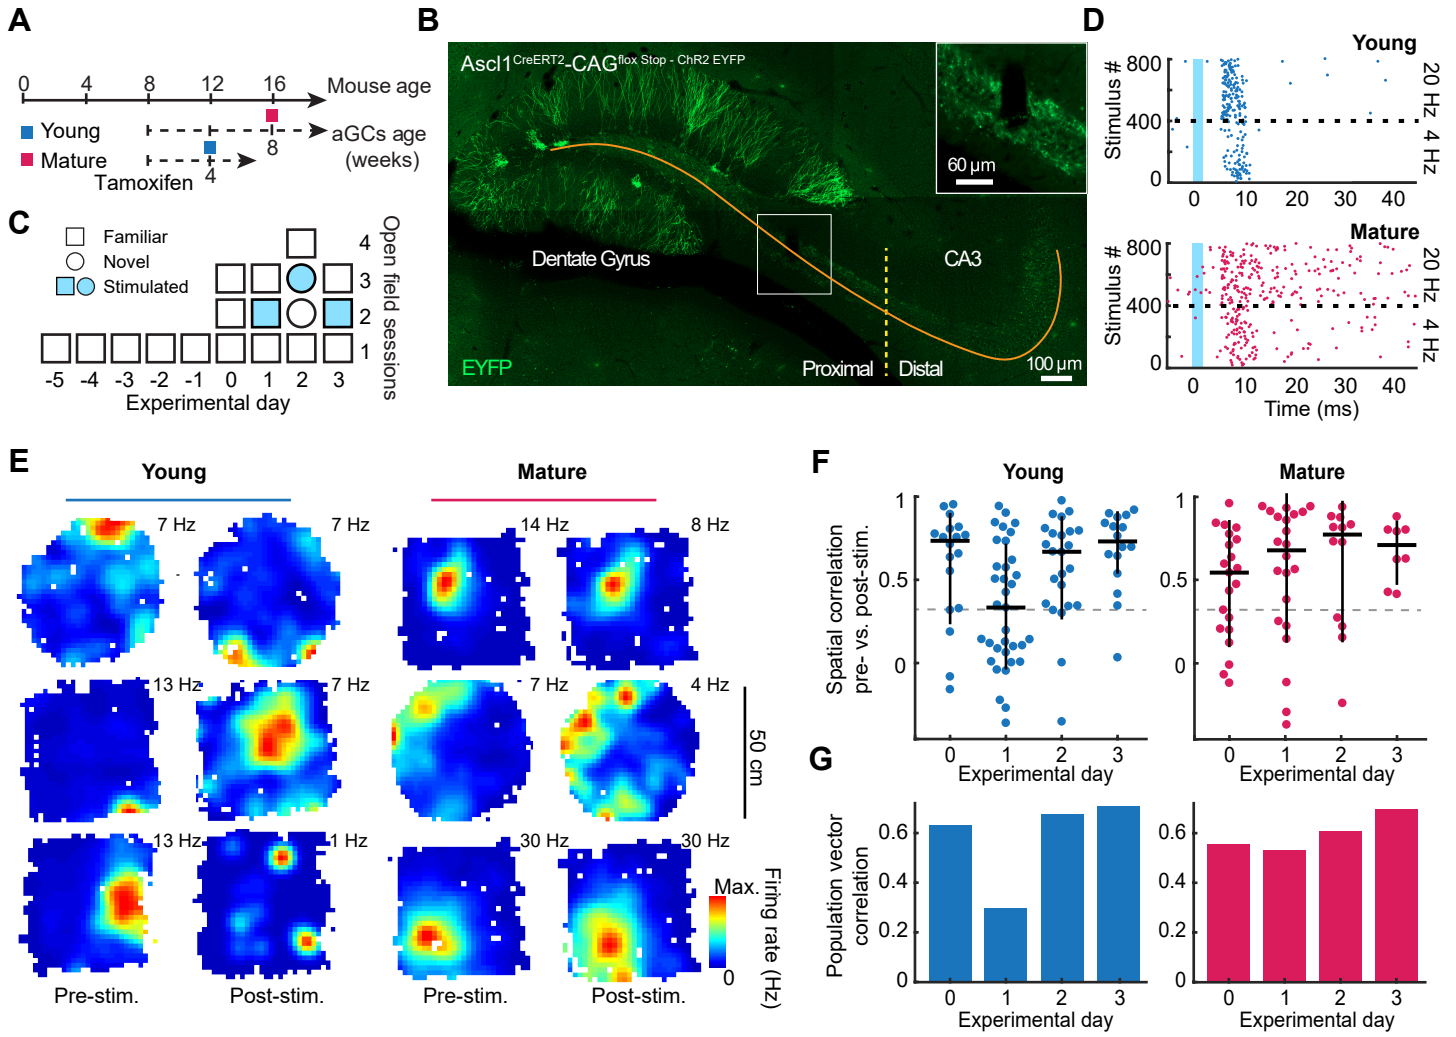 A
0 4 8 12 16 Mouse age
Young
Mature
8
aGCs age
(weeks)
4
Tamoxifen
B
Ascl1CreERT2-CAGflox Stop - ChR2 EYFP
60 µm
Dentate Gyrus
CA3
EYFP
Proximal
Distal
100 µm
C
Familiar
Novel
Stimulated
4
3
2
1
Open field sessions
-5 -4 -3 -2 -1 0 1 2 3
Experimental day
D
Young
Stimulus #
800
400
0
20 Hz
4 Hz
0 10 20 30 40
Mature
Stimulus #
800
400
0
20 Hz
4 Hz
0 10 20 30 40
Time (ms)
E
Young
Mature
7 Hz
7 Hz
14 Hz
8 Hz
13 Hz
7 Hz
7 Hz
4 Hz
50 cm
13 Hz
1 Hz
30 Hz
30 Hz
Max.
0
Firing rate (Hz)
Pre-stim.
Post-stim.
Pre-stim.
Post-stim.
F
Young
Mature
Spatial correlation
pre- vs. post-stim.
1
0.5
0
0 1 2 3
Experimental day
1
0.5
0
0 1 2 3
Experimental day
G
Population vector
correlation
0.6
0.4
0.2
0
0 1 2 3
Experimental day
0.6
0.4
0.2
0
0 1 2 3
Experimental day